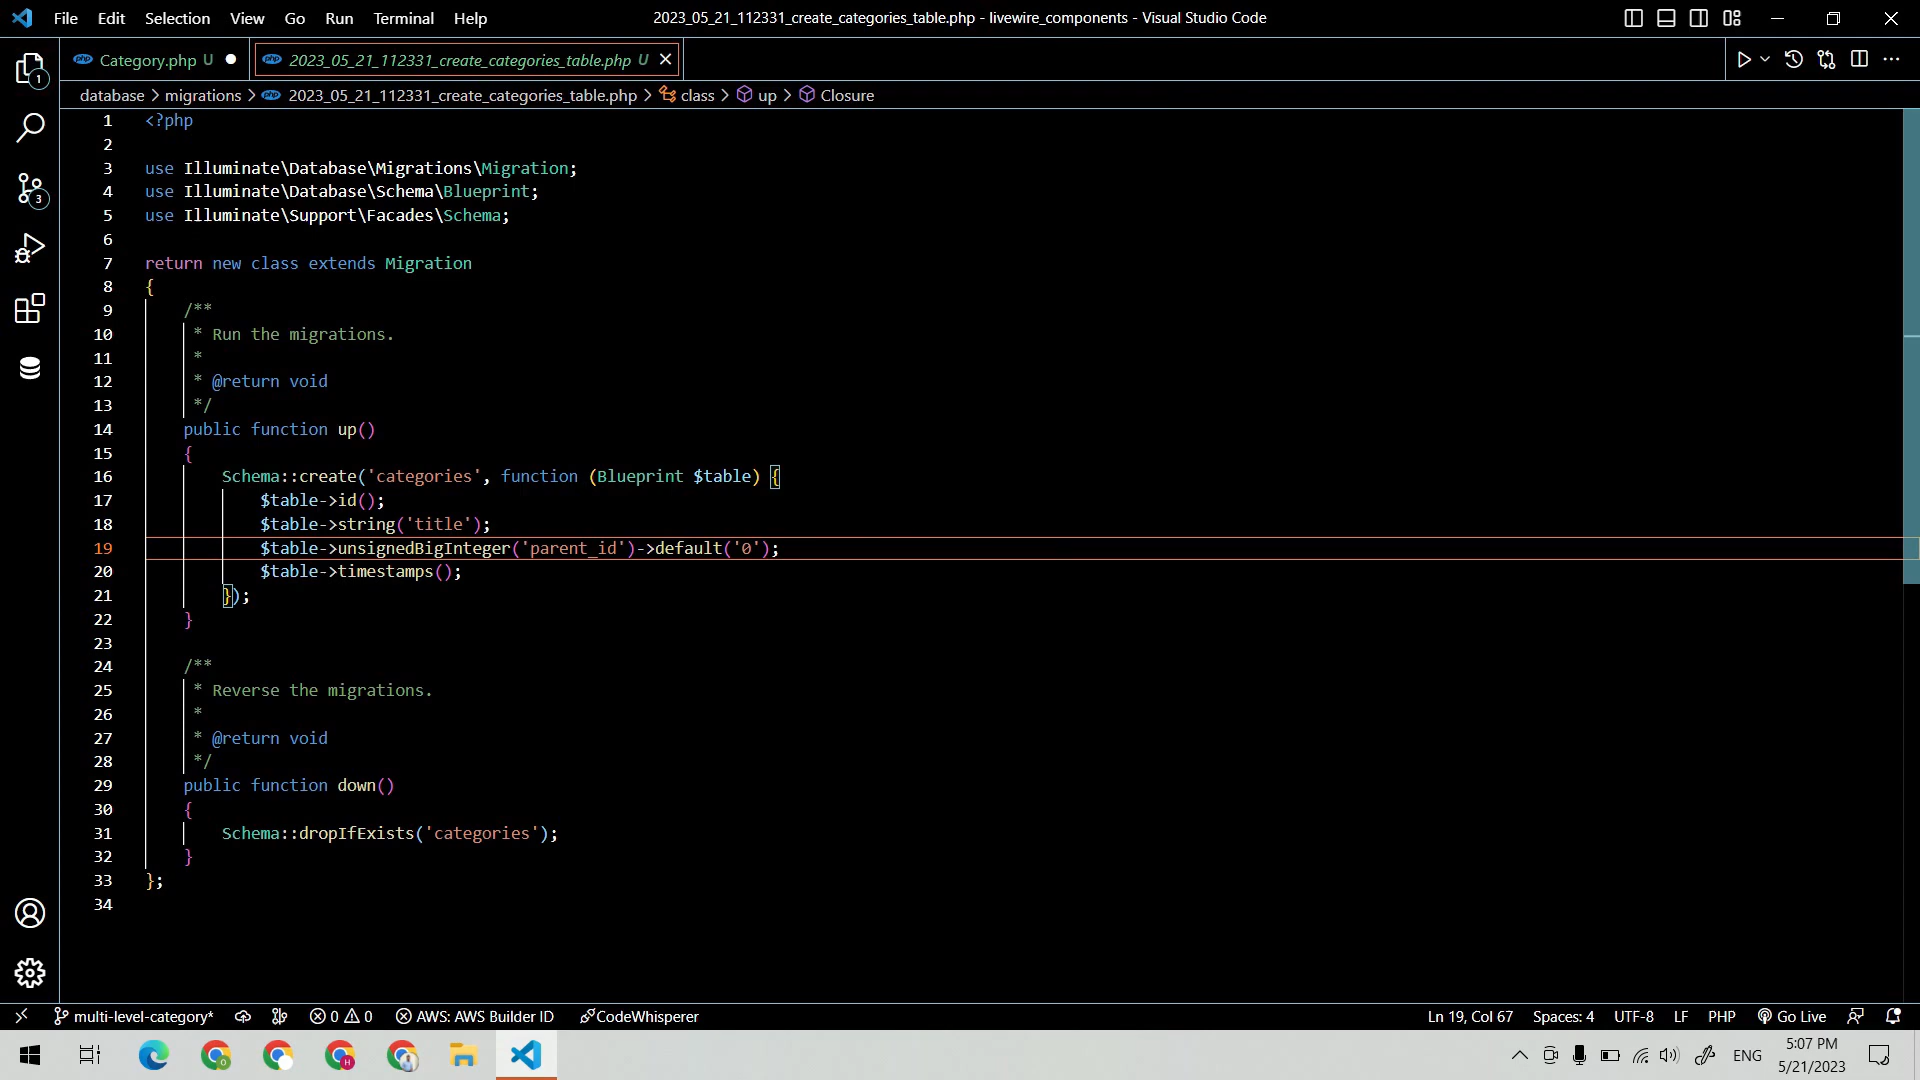 File Edit Selection View Go Run Terminal Help
2023_05_21_112331_create_categories_table.php - livewire_components - Visual Studio Code
Category.php U
2023_05_21_112331_create_categories_table.php U
database > migrations > 2023_05_21_112331_create_categories_table.php > class > up > Closure
1 <?php
2
3 use Illuminate\Database\Migrations\Migration;
4 use Illuminate\Database\Schema\Blueprint;
5 use Illuminate\Support\Facades\Schema;
6
7 return new class extends Migration
8 {
9 /**
10 * Run the migrations.
11 *
12 * @return void
13 */
14 public function up()
15 {
16 Schema::create('categories', function (Blueprint $table) {
17 $table->id();
18 $table->string('title');
19 $table->unsignedBigInteger('parent_id')->default('0');
20 $table->timestamps();
21 });
22 }
23
24 /**
25 * Reverse the migrations.
26 *
27 * @return void
28 */
29 public function down()
30 {
31 Schema::dropIfExists('categories');
32 }
33 };
34
1
3
multi-level-category* 0 0 AWS: AWS Builder ID CodeWhisperer
Ln 19, Col 67 Spaces: 4 UTF-8 LF PHP Go Live
ENG
5:07 PM
5/21/2023